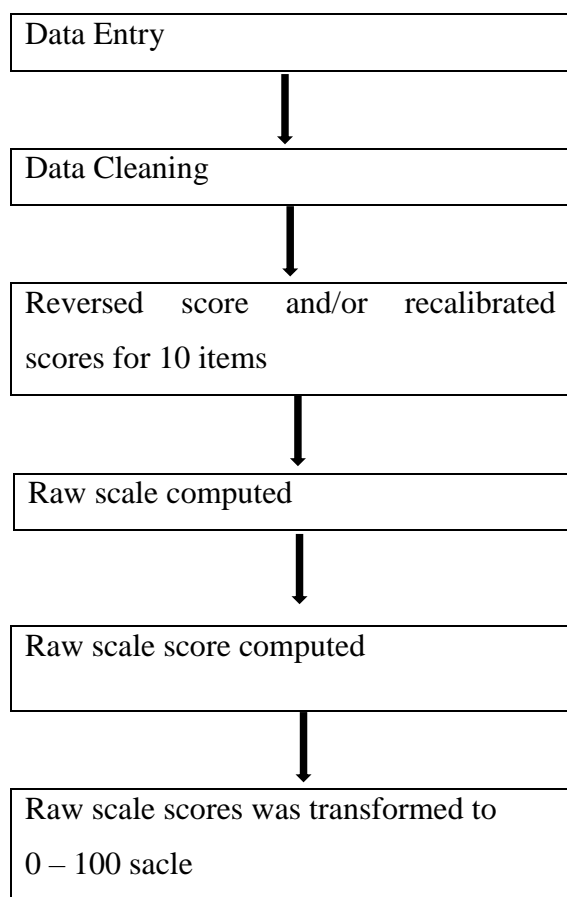 Data Entry
Data Cleaning
Reversed score and/or recalibrated
scores for 10 items
Raw scale computed
Raw scale score computed
Raw scale scores was transformed to
0 – 100 sacle